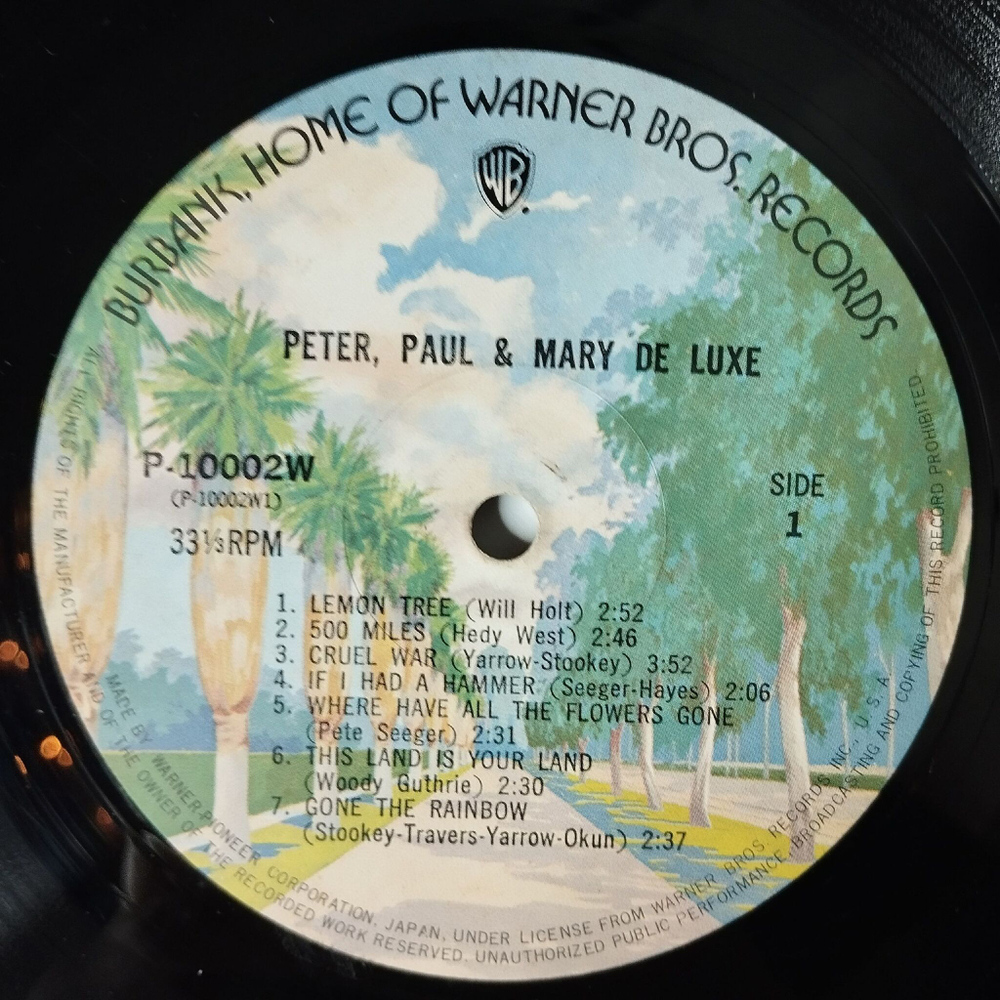 BURBANK, HOME OF WARNER BROS. RECORDS
WB
PETER, PAUL & MARY DE LUXE
P-10002W
(P-10002W1)
33⅓RPM
SIDE
1
1. LEMON TREE (Will Holt) 2:52
2. 500 MILES (Hedy West) 2:46
3. CRUEL WAR (Yarrow-Stookey) 3:52
4. IF I HAD A HAMMER (Seeger-Hayes) 2:06
5. WHERE HAVE ALL THE FLOWERS GONE
(Pete Seeger) 2:31
6. THIS LAND IS YOUR LAND
(Woody Guthrie) 2:30
7. GONE THE RAINBOW
(Stookey-Travers-Yarrow-Okun) 2:37
MADE BY WARNER-PIONEER CORPORATION, JAPAN, UNDER LICENSE FROM WARNER BROS. RECORDS INC., U.S.A.
ALL RIGHTS OF THE MANUFACTURER AND OF THE OWNER OF THE RECORDED WORK RESERVED. UNAUTHORIZED PUBLIC PERFORMANCE, BROADCASTING AND COPYING OF THIS RECORD PROHIBITED